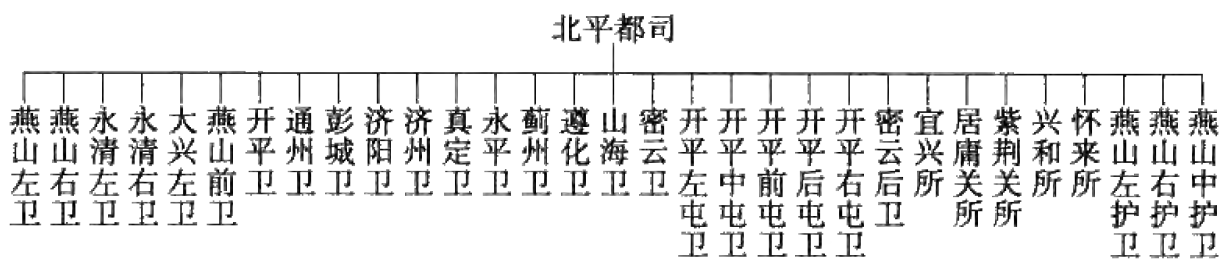 北平都司
燕山左卫
燕山右卫
永清左卫
永清右卫
大兴左卫
燕山前卫
开平卫
通州卫
彭城卫
济阳卫
济州卫
真定卫
永平卫
蓟州卫
遵化卫
山海卫
密云卫
开平左屯卫
开平中屯卫
开平前屯卫
开平后屯卫
开平右屯卫
密云后卫
宜兴所
居庸关所
紫荆关所
兴和所
怀来所
燕山左护卫
燕山右护卫
燕山中护卫